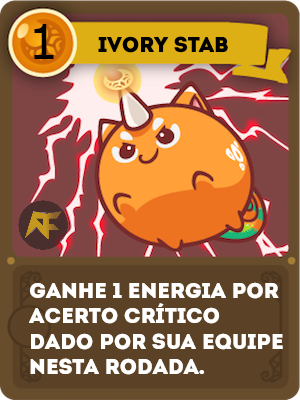 1
IVORY STAB
GANHE 1 ENERGIA POR
ACERTO CRÍTICO
DADO POR SUA EQUIPE
NESTA RODADA.